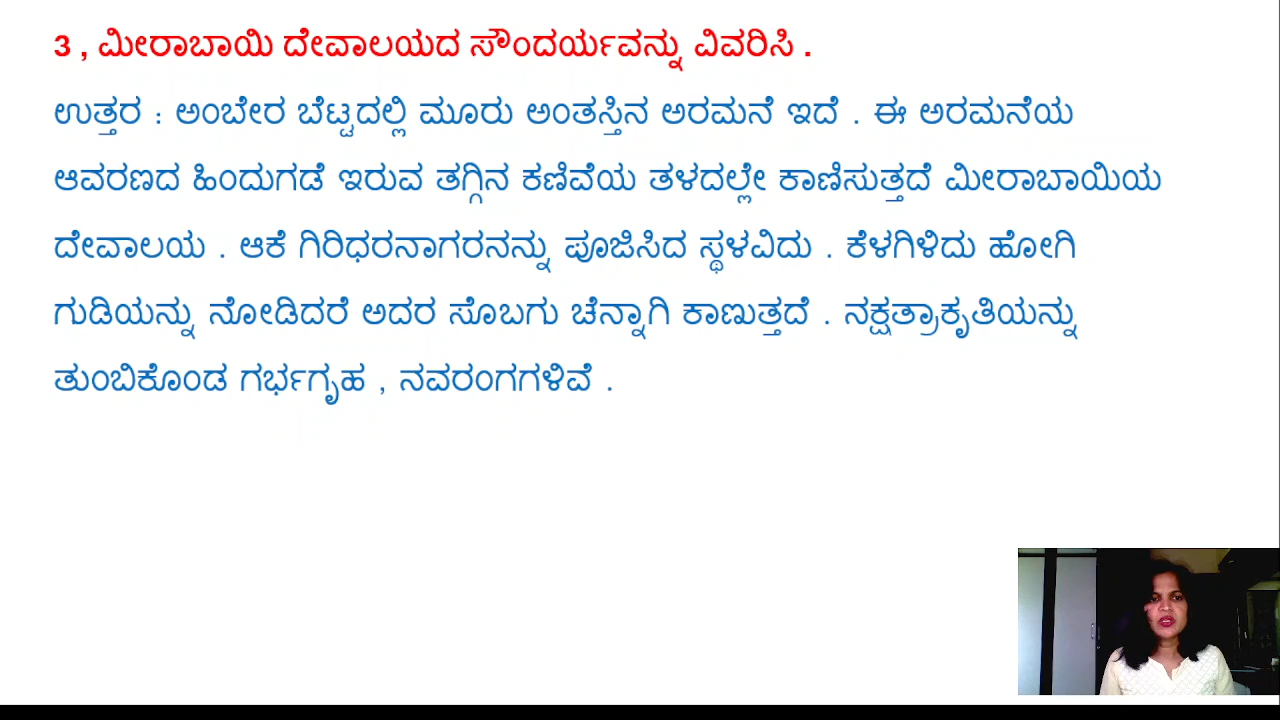 3 , ಮೀರಾಬಾಯಿ ದೇವಾಲಯದ ಸೌಂದರ್ಯವನ್ನು ವಿವರಿಸಿ .
ಉತ್ತರ : ಅಂಬೇರ ಬೆಟ್ಟದಲ್ಲಿ ಮೂರು ಅಂತಸ್ತಿನ ಅರಮನೆ ಇದೆ . ಈ ಅರಮನೆಯ
ಆವರಣದ ಹಿಂದುಗಡೆ ಇರುವ ತಗ್ಗಿನ ಕಣಿವೆಯ ತಳದಲ್ಲೇ ಕಾಣಿಸುತ್ತದೆ ಮೀರಾಬಾಯಿಯ
ದೇವಾಲಯ . ಆಕೆ ಗಿರಿಧರನಾಗರನನ್ನು ಪೂಜಿಸಿದ ಸ್ಥಳವಿದು . ಕೆಳಗಿಳಿದು ಹೋಗಿ
ಗುಡಿಯನ್ನು ನೋಡಿದರೆ ಅದರ ಸೊಬಗು ಚೆನ್ನಾಗಿ ಕಾಣುತ್ತದೆ . ನಕ್ಷತ್ರಾಕೃತಿಯನ್ನು
ತುಂಬಿಕೊಂಡ ಗರ್ಭಗೃಹ , ನವರಂಗಗಳಿವೆ .